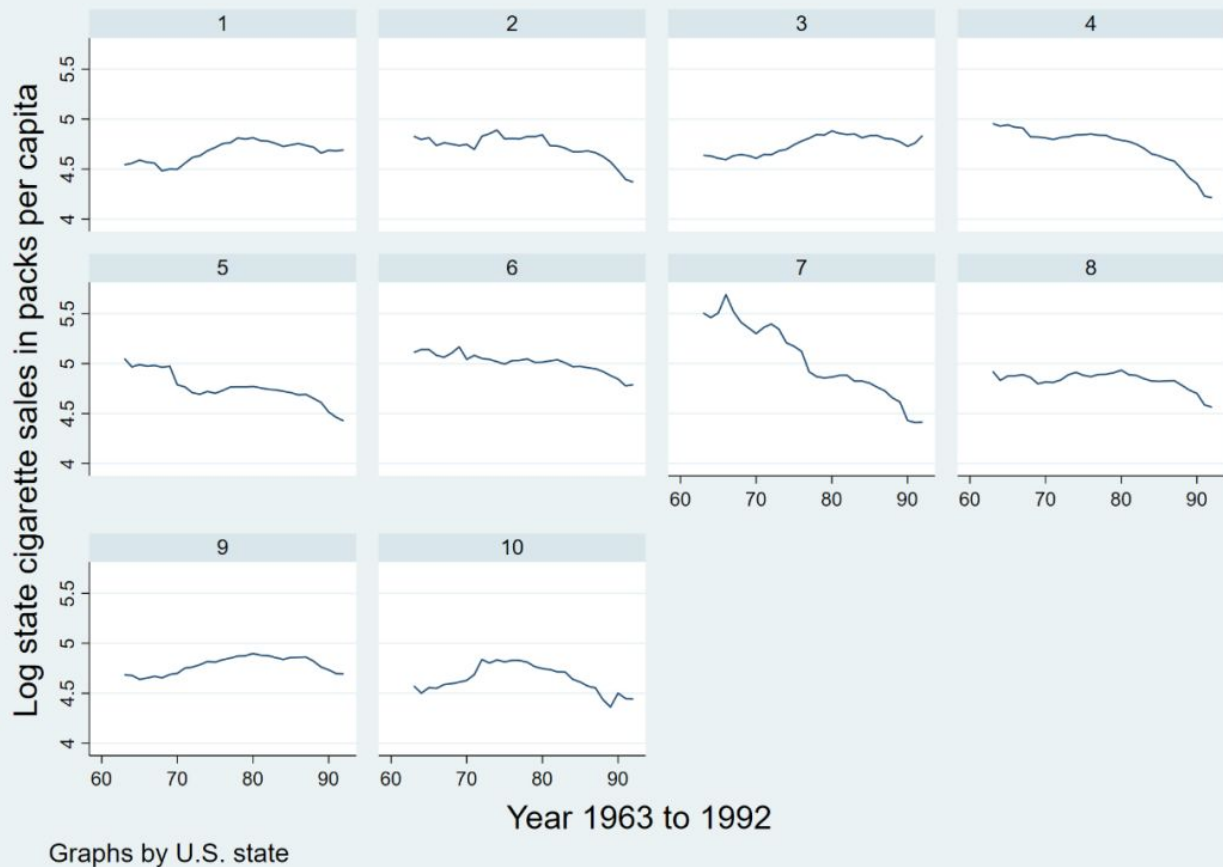 Log state cigarette sales in packs per capita
1 2 3 4
5.5
5
4.5
4
5 6 7 8
5.5
5
4.5
4
60 70 80 90 60 70 80 90
9 10
5.5
5
4.5
4
60 70 80 90 60 70 80 90
Year 1963 to 1992
Graphs by U.S. state